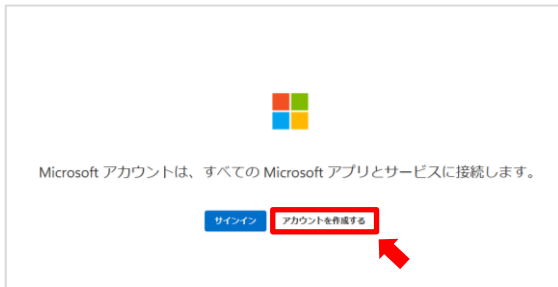 Microsoft アカウントは、すべての Microsoft アプリとサービスに接続します。
サインイン
アカウントを作成する